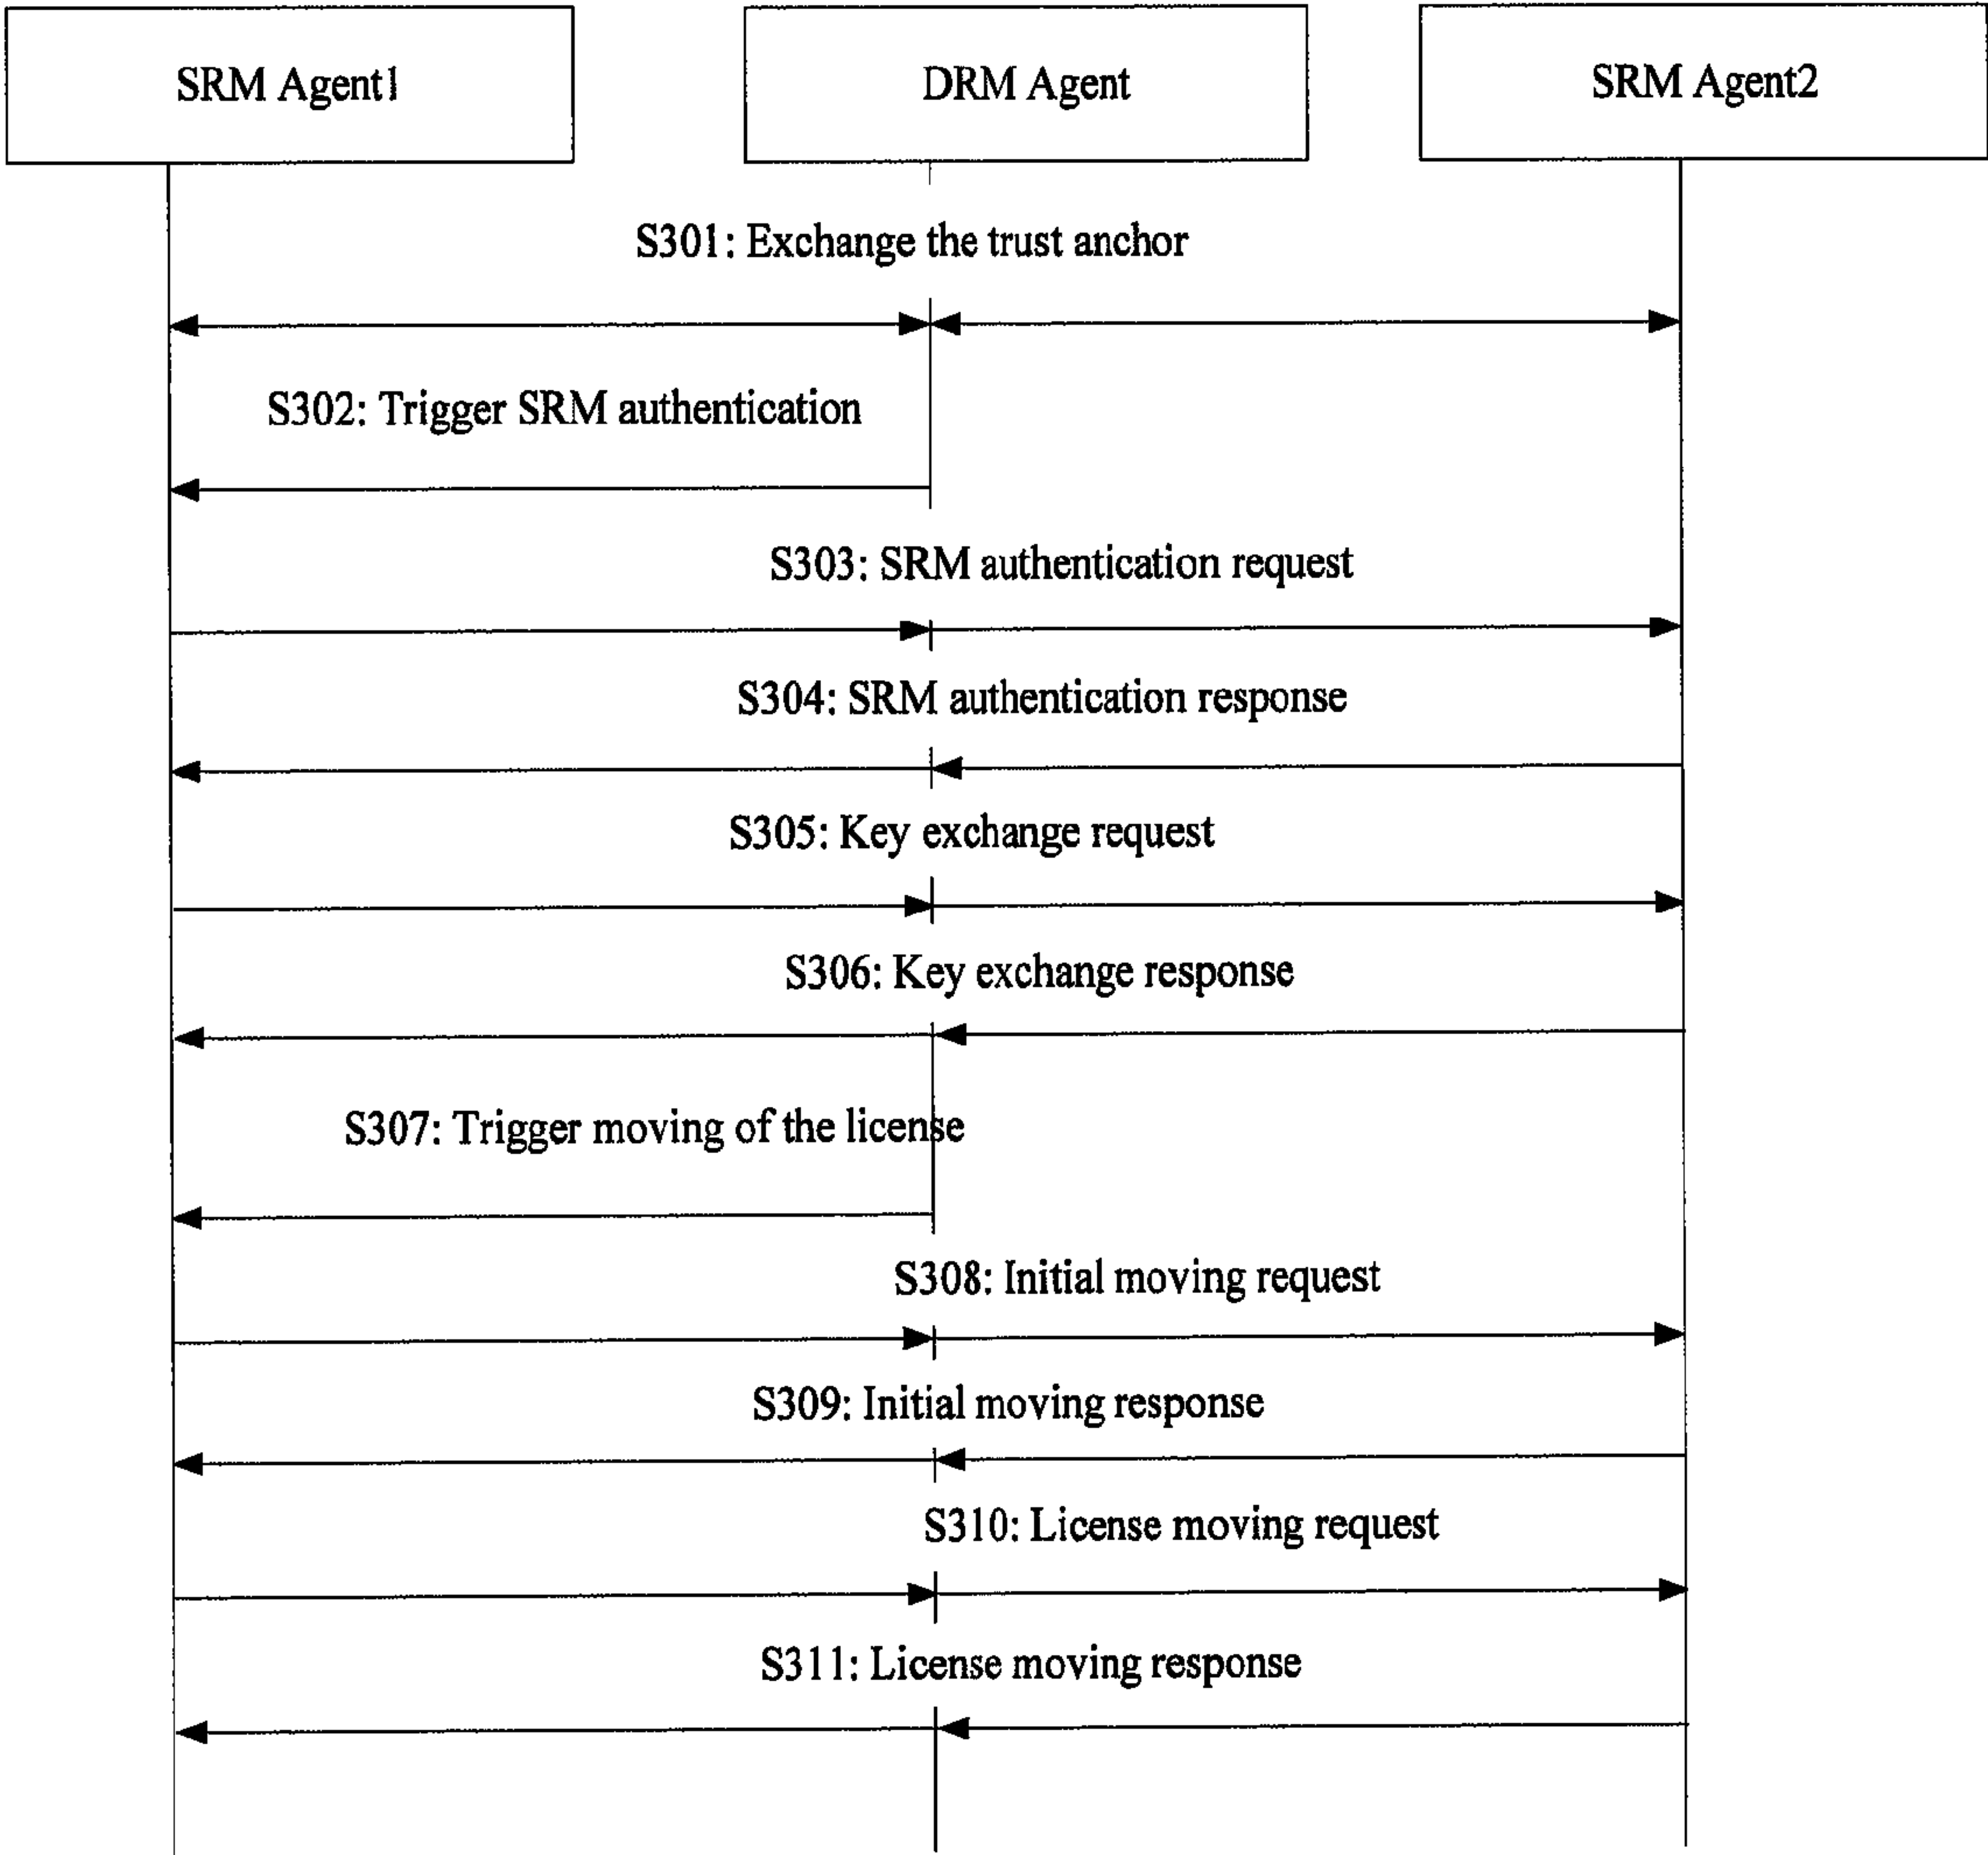 SRM Agent1
DRM Agent
SRM Agent2
S301: Exchange the trust anchor
S302: Trigger SRM authentication
S303: SRM authentication request
S304: SRM authentication response
S305: Key exchange request
S306: Key exchange response
S307: Trigger moving of the license
S308: Initial moving request
S309: Initial moving response
S310: License moving request
S311: License moving response